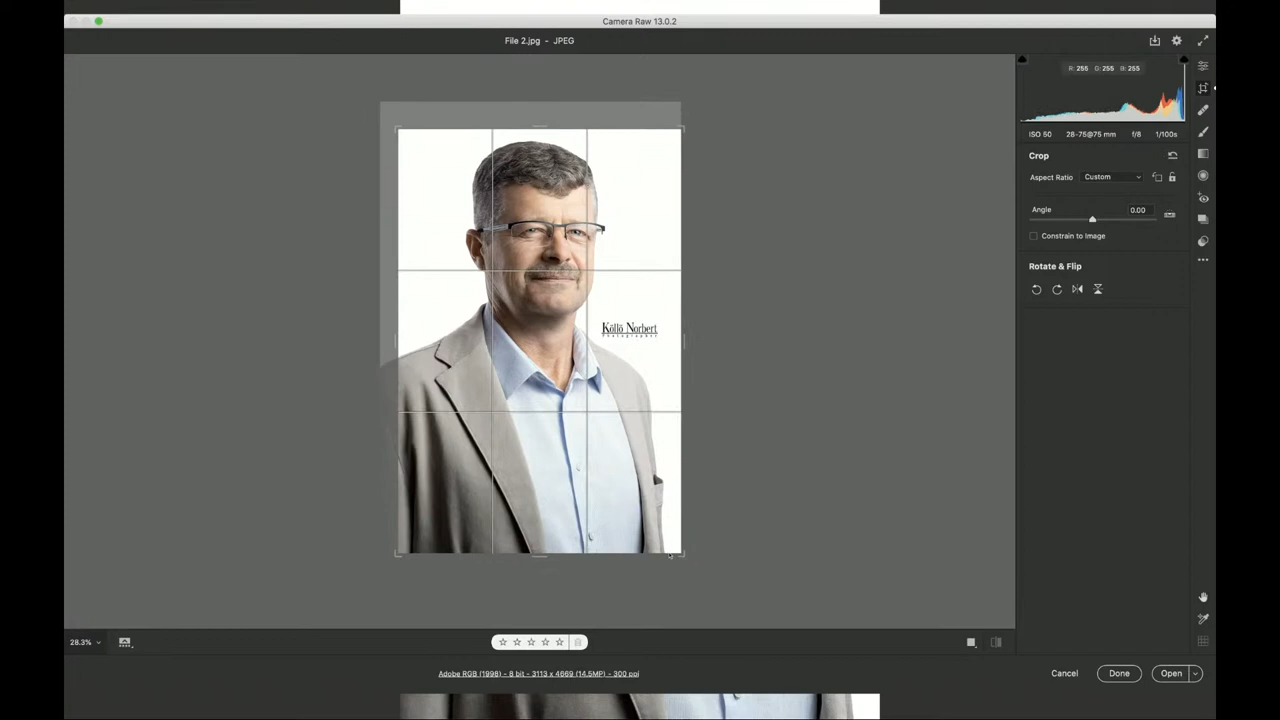 Camera Raw 13.0.2
File 2.jpg - JPEG
R: 255 G: 255 B: 255
ISO 50 28-75@75 mm f/8 1/100s
Crop
Aspect Ratio Custom
Angle 0.00
Constrain to Image
Rotate & Flip
Köllö Norbert
Photographer
28.3%
Adobe RGB (1998) - 8 bit - 3113 x 4669 (14.5MP) - 300 ppi
Cancel Done Open